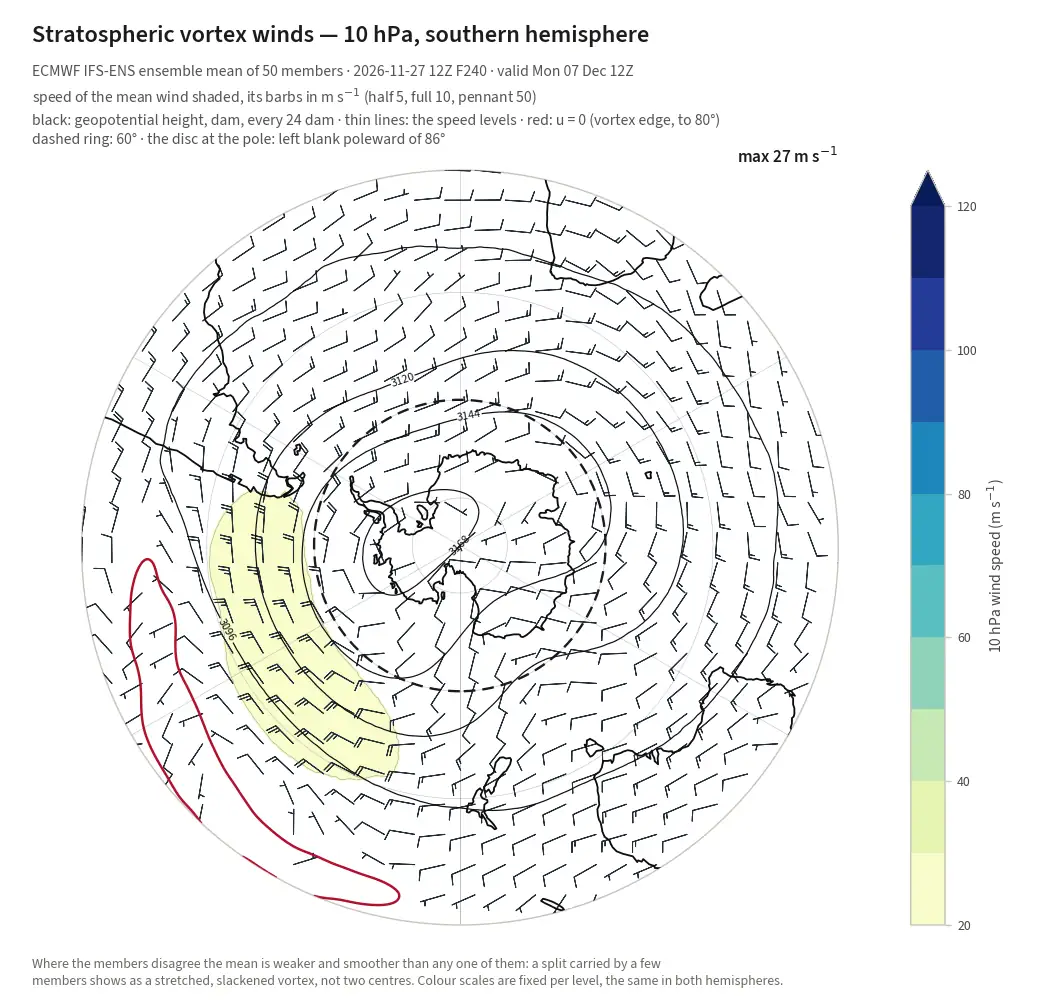 Stratospheric vortex winds — 10 hPa, southern hemisphere
ECMWF IFS-ENS ensemble mean of 50 members · 2026-11-27 12Z F240 · valid Mon 07 Dec 12Z
speed of the mean wind shaded, its barbs in m s⁻¹ (half 5, full 10, pennant 50)
black: geopotential height, dam, every 24 dam · thin lines: the speed levels · red: u = 0 (vortex edge, to 80°)
dashed ring: 60° · the disc at the pole: left blank poleward of 86°
max 27 m s⁻¹
120
100
80
60
40
20
10 hPa wind speed (m s⁻¹)
3120
3144
3168
3096
Where the members disagree the mean is weaker and smoother than any one of them: a split carried by a few
members shows as a stretched, slackened vortex, not two centres. Colour scales are fixed per level, the same in both hemispheres.